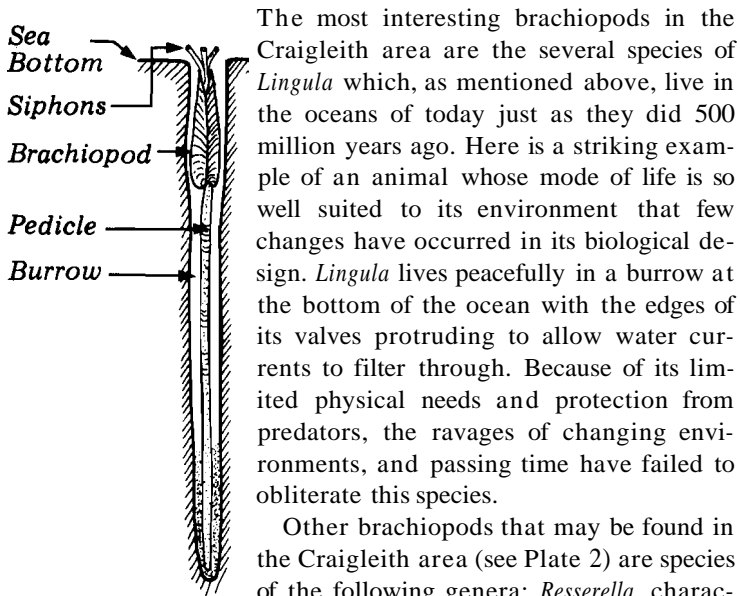 Sea
Bottom
Siphons
Brachiopod
Pedicle
Burrow
The most interesting brachiopods in the
Craigleith area are the several species of
Lingula which, as mentioned above, live in
the oceans of today just as they did 500
million years ago. Here is a striking exam-
ple of an animal whose mode of life is so
well suited to its environment that few
changes have occurred in its biological de-
sign. Lingula lives peacefully in a burrow at
the bottom of the ocean with the edges of
its valves protruding to allow water cur-
rents to filter through. Because of its lim-
ited physical needs and protection from
predators, the ravages of changing envi-
ronments, and passing time have failed to
obliterate this species.
Other brachiopods that may be found in
the Craigleith area (see Plate 2) are species
of the following genera: Resserella, charac-